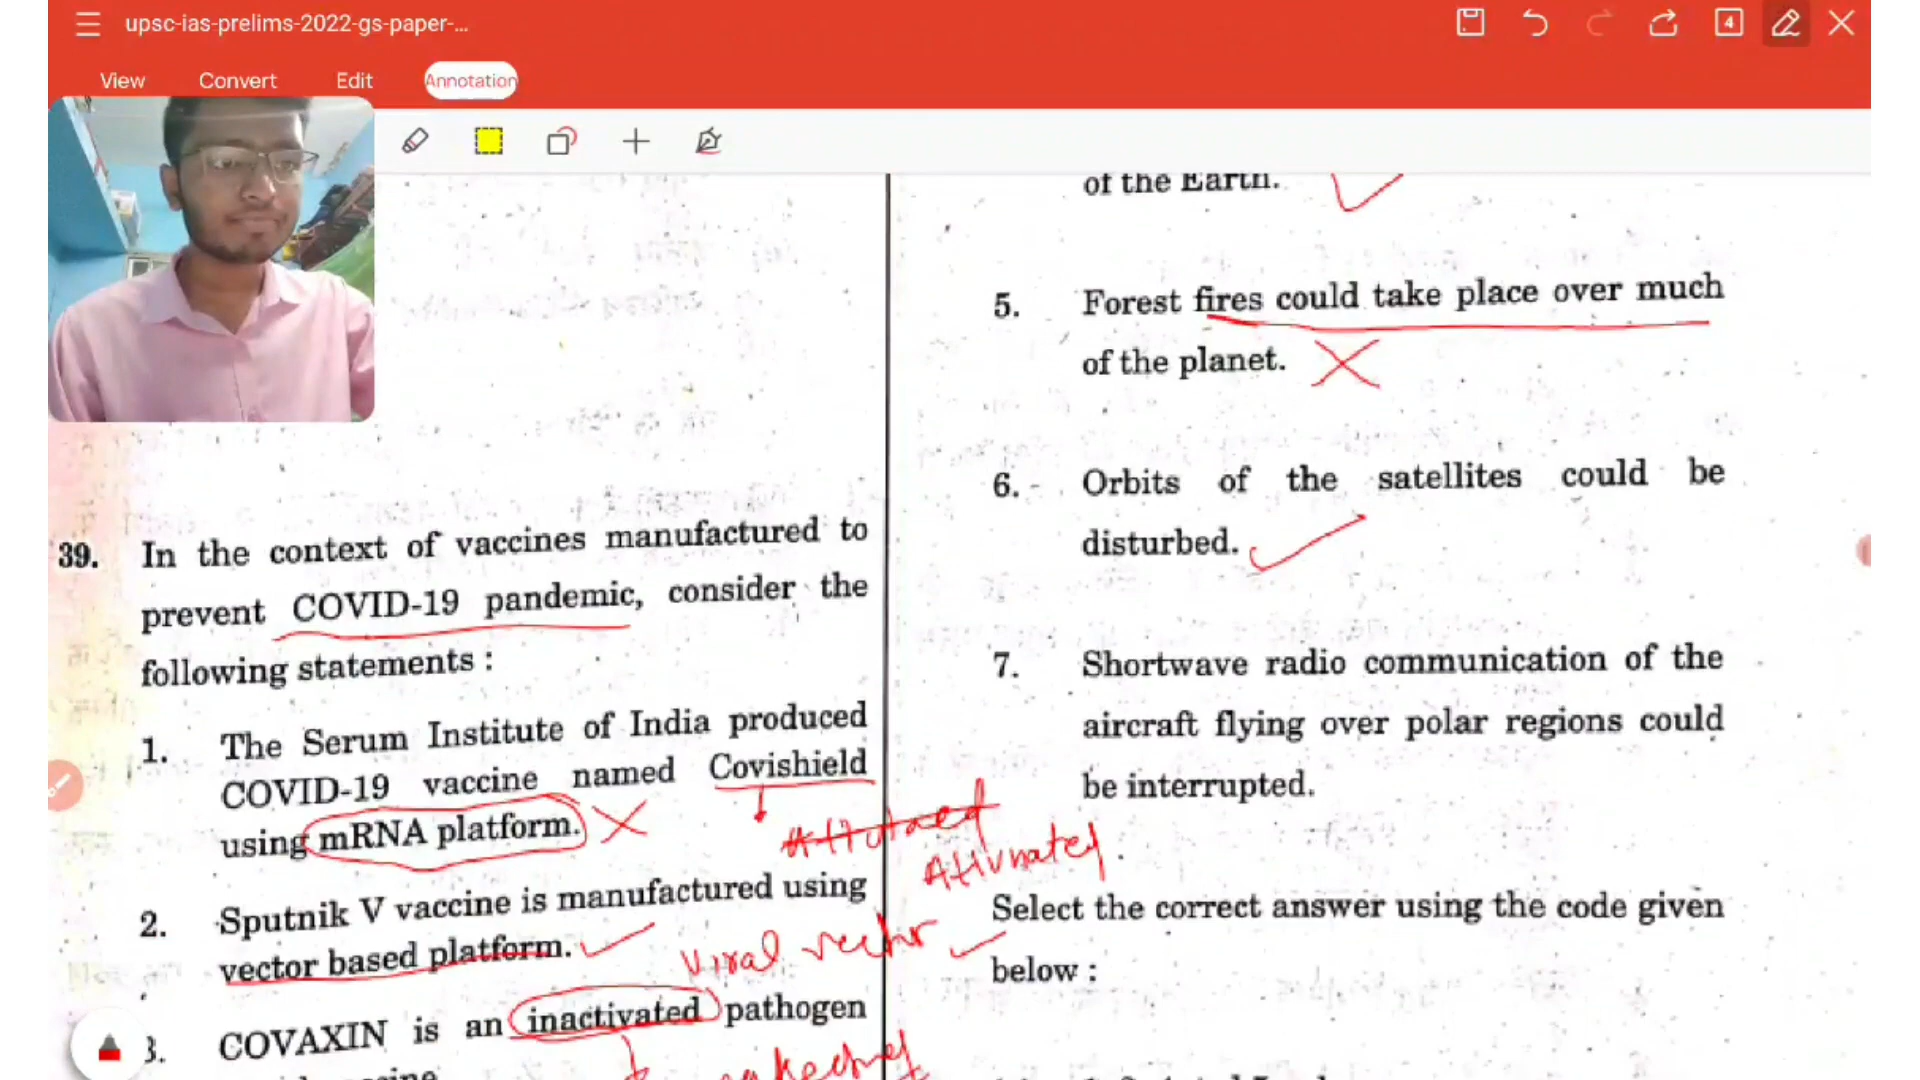 upsc-ias-prelims-2022-gs-paper-...
4
View Convert Edit Annotation
39. In the context of vaccines manufactured to
prevent COVID-19 pandemic, consider the
following statements :
1. The Serum Institute of India produced
COVID-19 vaccine named Covishield
using mRNA platform.
2. Sputnik V vaccine is manufactured using
vector based platform.
Viral vector
3. COVAXIN is an inactivated pathogen
of the Earth.
5. Forest fires could take place over much
of the planet.
6. Orbits of the satellites could be
disturbed.
7. Shortwave radio communication of the
aircraft flying over polar regions could
be interrupted.
Select the correct answer using the code given
below :